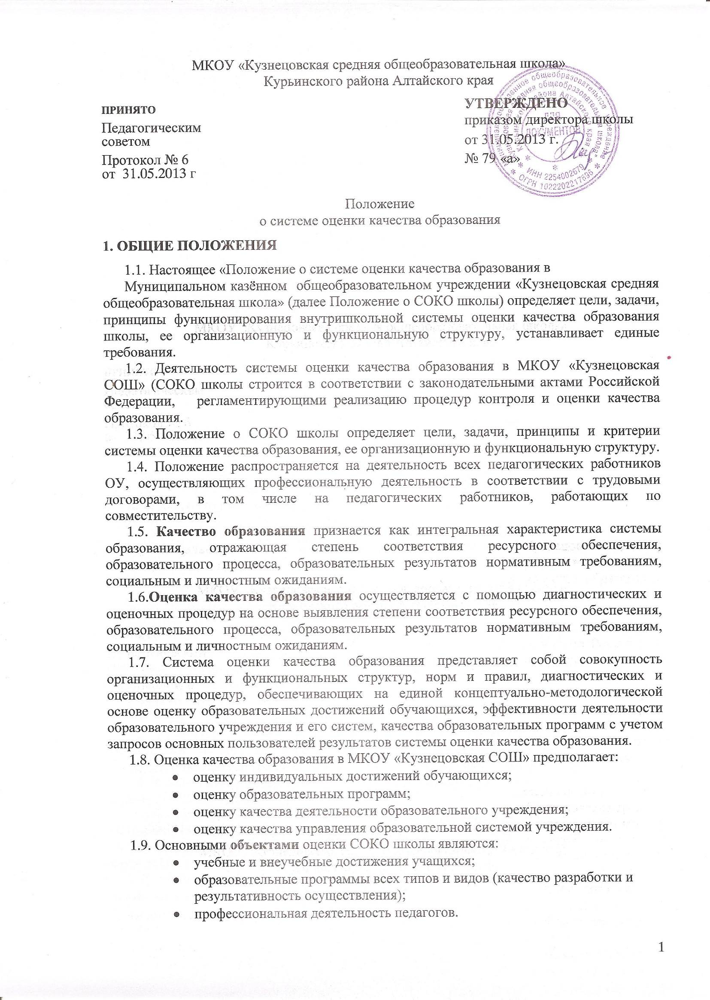 МКОУ «Кузнецовская средняя общеобразовательная школа»
Курьинского района Алтайского края
ПРИНЯТО
Педагогическим
советом
Протокол № 6
от 31.05.2013 г
УТВЕРЖДЕНО
приказом директора школы
от 31.05.2013 г.
№ 79 «а»
ДЛЯ
ДОКУМЕНТОВ
ИНН 2254002679
ОГРН 1022202217696
Положение
о системе оценки качества образования
1. ОБЩИЕ ПОЛОЖЕНИЯ
1.1. Настоящее «Положение о системе оценки качества образования в
Муниципальном казённом общеобразовательном учреждении «Кузнецовская средняя
общеобразовательная школа» (далее Положение о СОКО школы) определяет цели, задачи,
принципы функционирования внутришкольной системы оценки качества образования
школы, ее организационную и функциональную структуру, устанавливает единые
требования.
1.2. Деятельность системы оценки качества образования в МКОУ «Кузнецовская
СОШ» (СОКО школы строится в соответствии с законодательными актами Российской
Федерации, регламентирующими реализацию процедур контроля и оценки качества
образования.
1.3. Положение о СОКО школы определяет цели, задачи, принципы и критерии
системы оценки качества образования, ее организационную и функциональную структуру.
1.4. Положение распространяется на деятельность всех педагогических работников
ОУ, осуществляющих профессиональную деятельность в соответствии с трудовыми
договорами, в том числе на педагогических работников, работающих по
совместительству.
1.5. Качество образования признается как интегральная характеристика системы
образования, отражающая степень соответствия ресурсного обеспечения,
образовательного процесса, образовательных результатов нормативным требованиям,
социальным и личностным ожиданиям.
1.6.Оценка качества образования осуществляется с помощью диагностических и
оценочных процедур на основе выявления степени соответствия ресурсного обеспечения,
образовательного процесса, образовательных результатов нормативным требованиям,
социальным и личностным ожиданиям.
1.7. Система оценки качества образования представляет собой совокупность
организационных и функциональных структур, норм и правил, диагностических и
оценочных процедур, обеспечивающих на единой концептуально-методологической
основе оценку образовательных достижений обучающихся, эффективности деятельности
образовательного учреждения и его систем, качества образовательных программ с учетом
запросов основных пользователей результатов системы оценки качества образования.
1.8. Оценка качества образования в МКОУ «Кузнецовская СОШ» предполагает:
• оценку индивидуальных достижений обучающихся;
• оценку образовательных программ;
• оценку качества деятельности образовательного учреждения;
• оценку качества управления образовательной системой учреждения.
1.9. Основными объектами оценки СОКО школы являются:
• учебные и внеучебные достижения учащихся;
• образовательные программы всех типов и видов (качество разработки и
результативность осуществления);
• профессиональная деятельность педагогов.
1